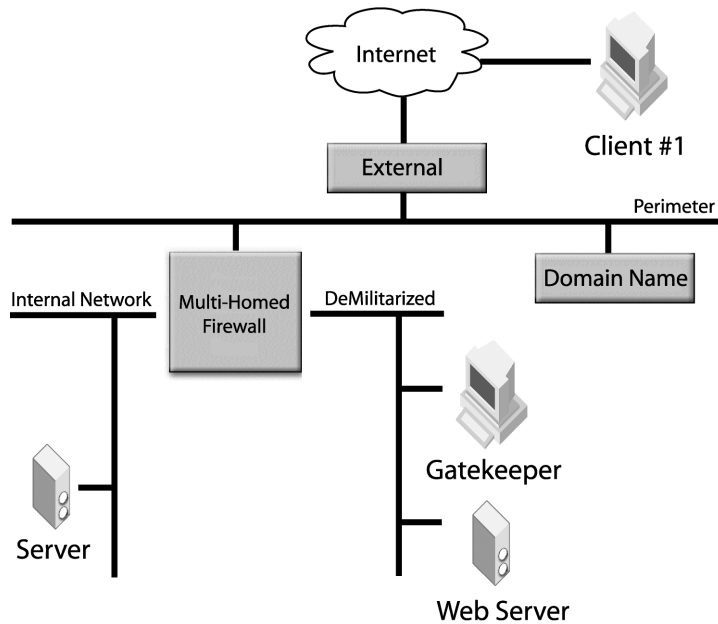 Internet
Client #1
External
Perimeter
Domain Name
Internal Network
Multi-Homed
Firewall
DeMilitarized
Gatekeeper
Server
Web Server